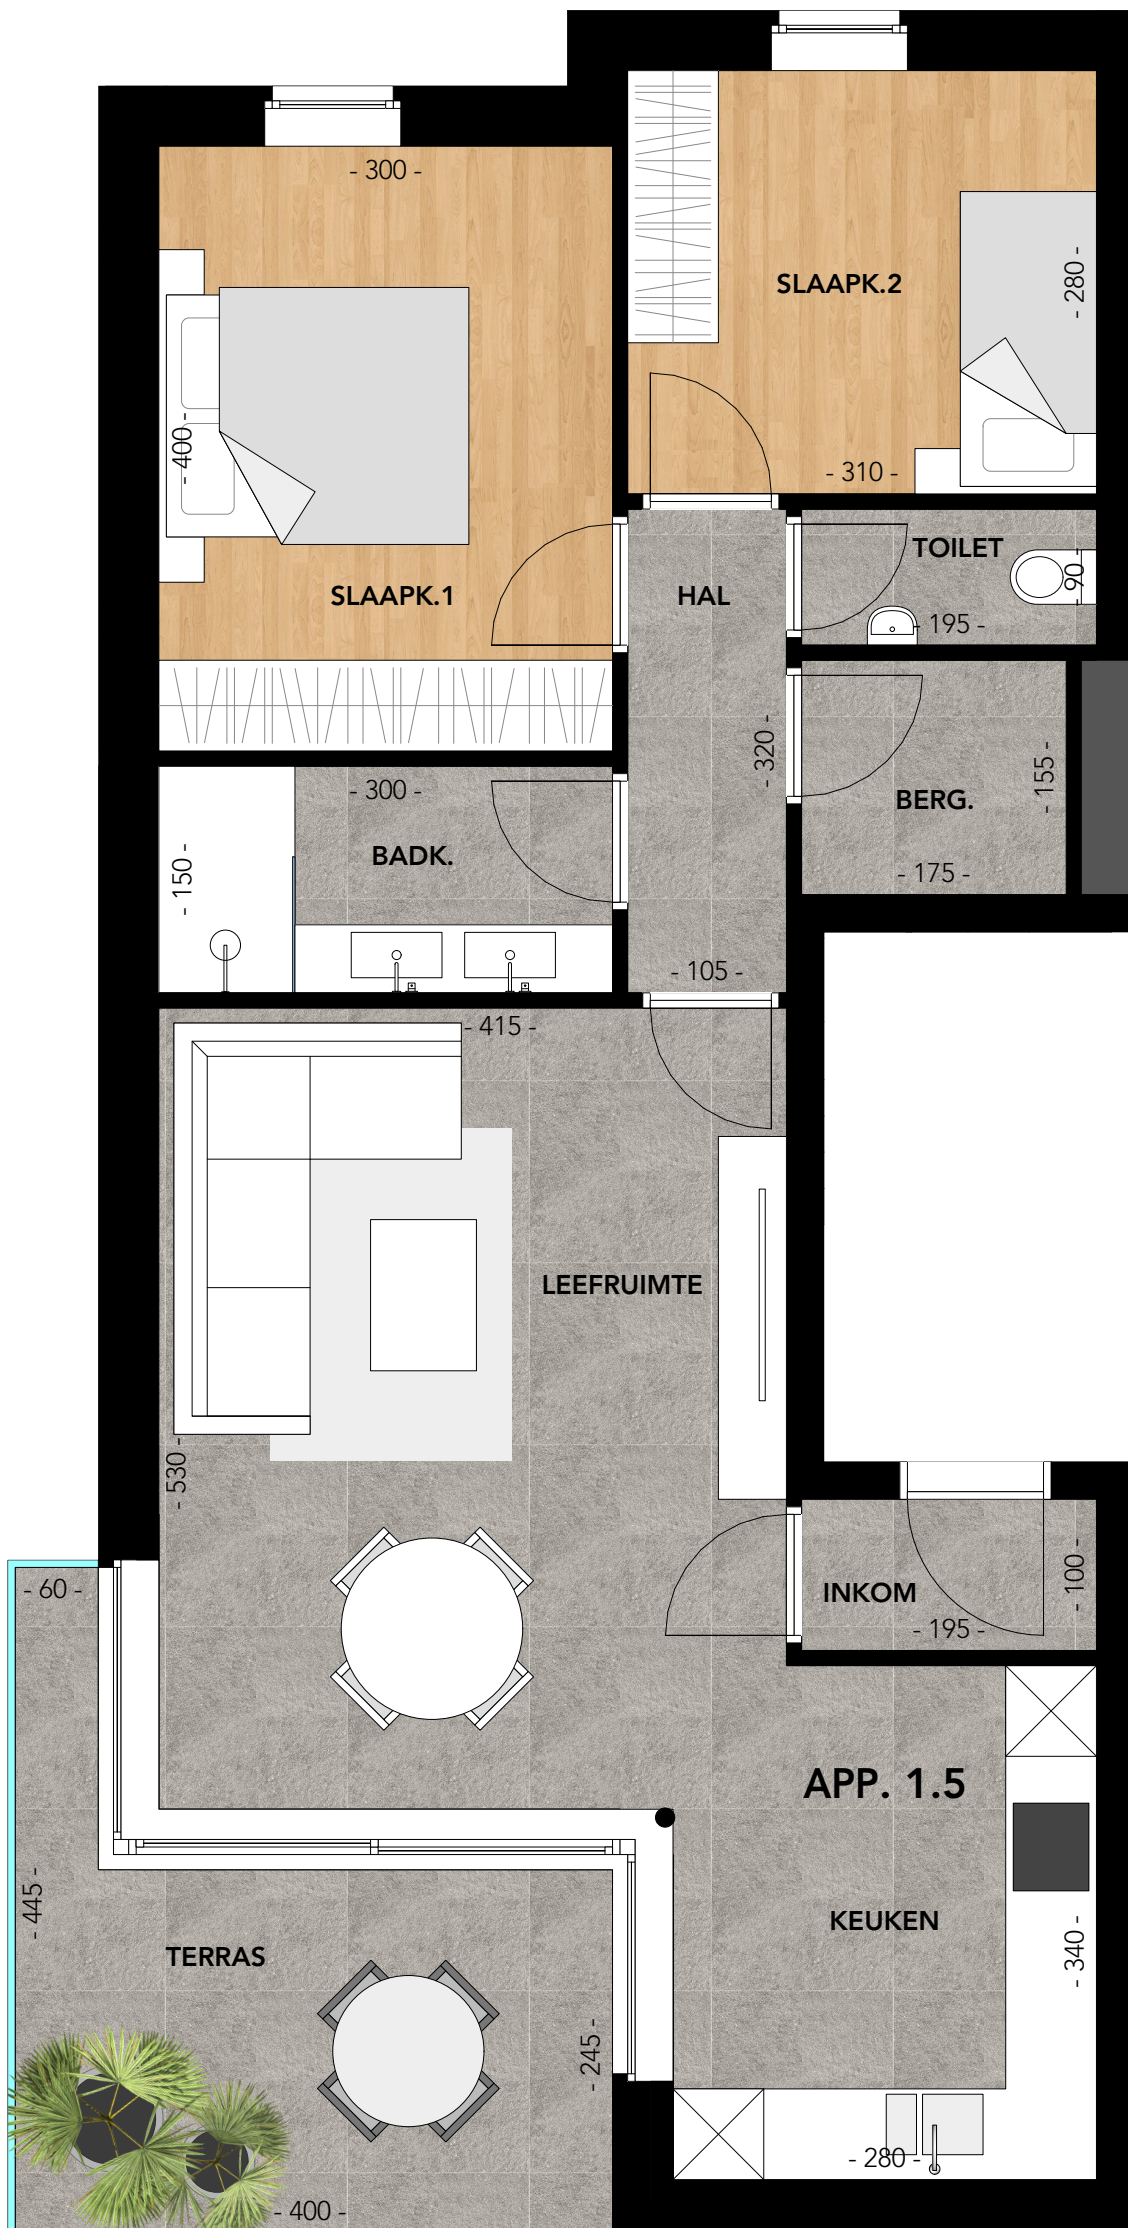 - 300 -
SLAAPK.2
- 280 -
- 400 -
- 310 -
SLAAPK.1
HAL
TOILET
- 90 -
- 195 -
- 320 -
- 300 -
BADK.
- 150 -
BERG.
- 155 -
- 175 -
- 105 -
- 415 -
LEEFRUIMTE
- 530 -
- 60 -
INKOM
- 100 -
- 195 -
APP. 1.5
- 445 -
TERRAS
KEUKEN
- 340 -
- 245 -
- 280 -
- 400 -